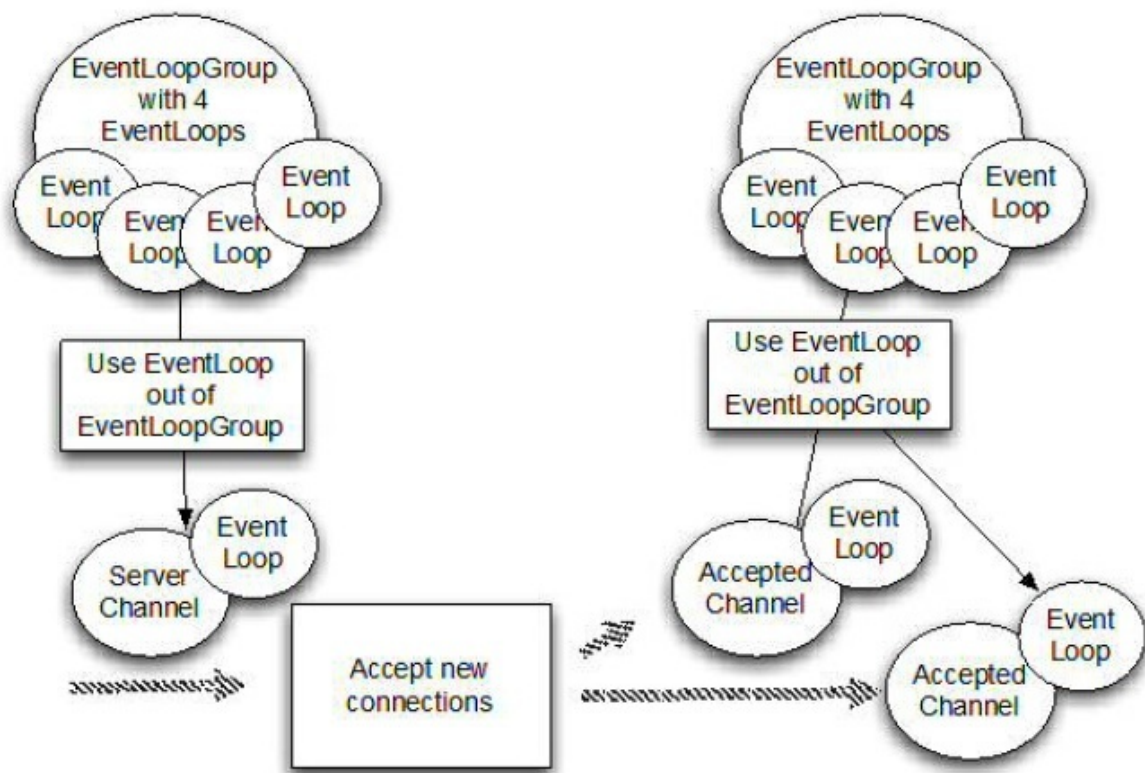 EventLoopGroup
with 4
EventLoops
Event
Loop
Event
Loop
Event
Loop
Event
Loop
Use EventLoop
out of
EventLoopGroup
Event
Loop
Server
Channel
Accept new
connections
EventLoopGroup
with 4
EventLoops
Event
Loop
Event
Loop
Event
Loop
Event
Loop
Use EventLoop
out of
EventLoopGroup
Event
Loop
Accepted
Channel
Event
Loop
Accepted
Channel